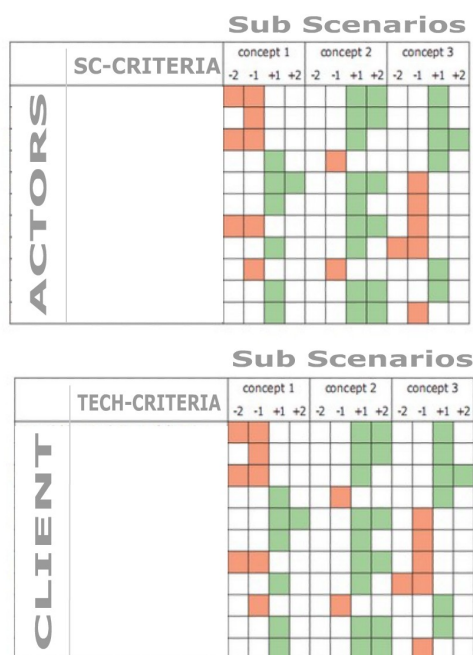 Sub Scenarios
concept 1 concept 2 concept 3
SC-CRITERIA
-2 -1 +1 +2 -2 -1 +1 +2 -2 -1 +1 +2
ACTORS
Sub Scenarios
concept 1 concept 2 concept 3
TECH-CRITERIA
-2 -1 +1 +2 -2 -1 +1 +2 -2 -1 +1 +2
CLIENT